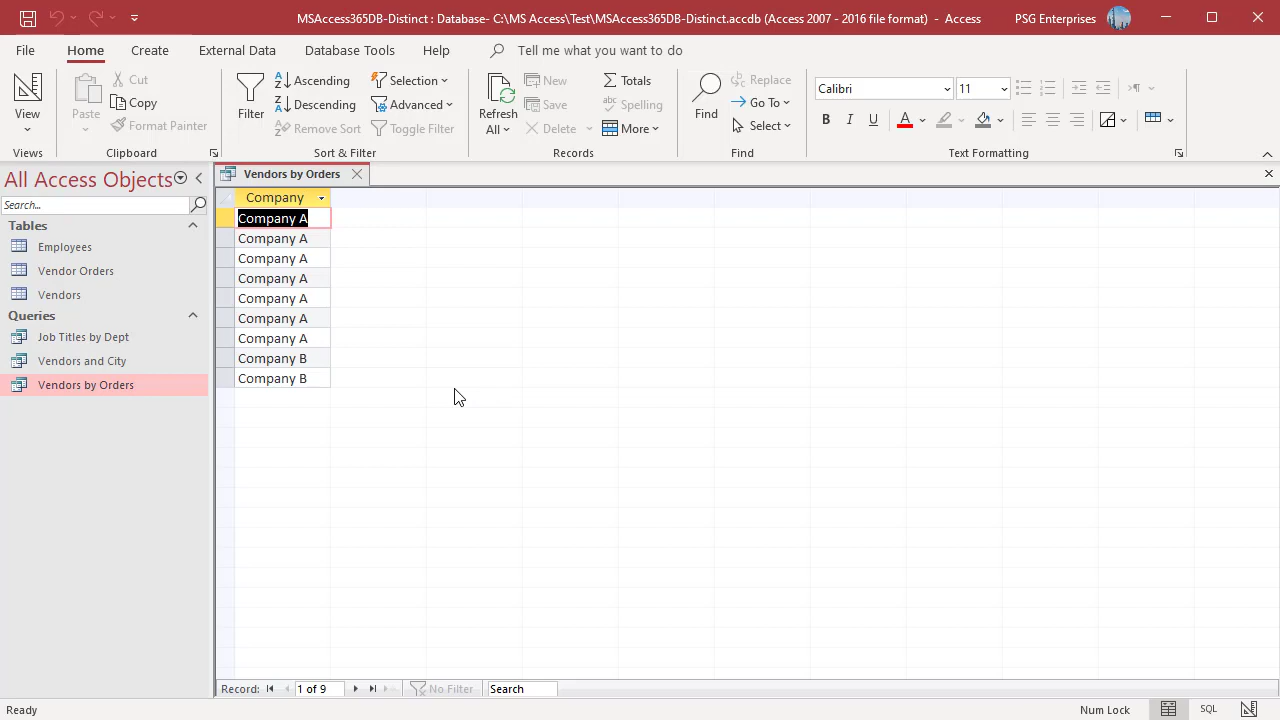 MSAccess365DB-Distinct : Database- C:\MS Access\Test\MSAccess365DB-Distinct.accdb (Access 2007 - 2016 file format) - Access
PSG Enterprises
File Home Create External Data Database Tools Help Tell me what you want to do
View
Views
Paste
Cut
Copy
Format Painter
Clipboard
Filter
Ascending
Descending
Remove Sort
Selection
Advanced
Toggle Filter
Sort & Filter
Refresh
All
New
Save
Delete
Totals
Spelling
More
Records
Find
Replace
Go To
Select
Find
Calibri 11
B I U A
Text Formatting
All Access Objects
Search...
Tables
Employees
Vendor Orders
Vendors
Queries
Job Titles by Dept
Vendors and City
Vendors by Orders
Vendors by Orders
Company
Company A
Company A
Company A
Company A
Company A
Company A
Company A
Company B
Company B
Record: 1 of 9 No Filter Search
Ready Num Lock SQL